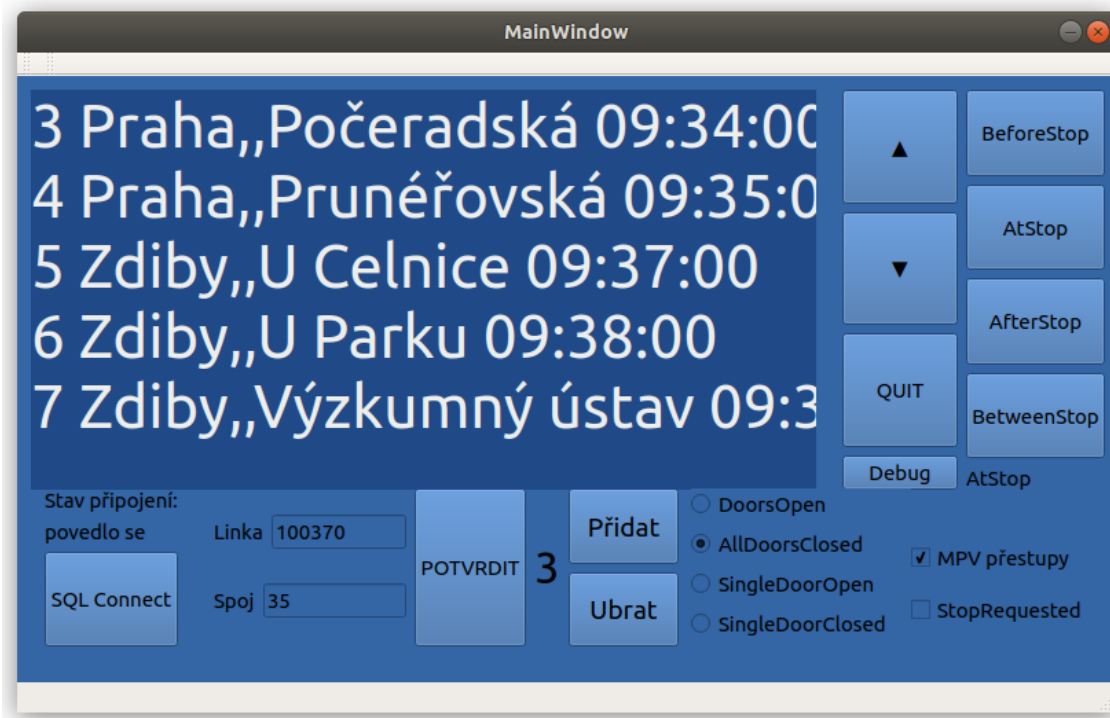 MainWindow
3 Praha,,Počeradská 09:34:00
4 Praha,,Prunéřovská 09:35:0
5 Zdiby,,U Celnice 09:37:00
6 Zdiby,,U Parku 09:38:00
7 Zdiby,,Výzkumný ústav 09:3
▲
▼
QUIT
Debug
BeforeStop
AtStop
AfterStop
BetweenStop
AtStop
Stav připojení:
povedlo se
SQL Connect
Linka 100370
Spoj 35
POTVRDIT
3
Přidat
Ubrat
DoorsOpen
AllDoorsClosed
SingleDoorOpen
SingleDoorClosed
MPV přestupy
StopRequested